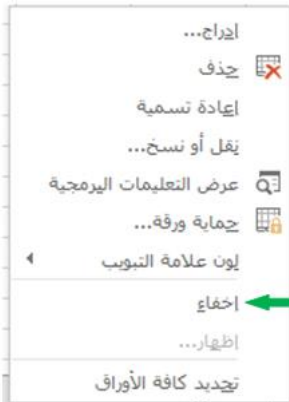 إدراج...
حذف
إعادة تسمية
نقل أو نسخ...
عرض التعليمات البرمجية
حماية ورقة...
لون علامة التبويب
إخفاء
إظهار...
تحديد كافة الأوراق